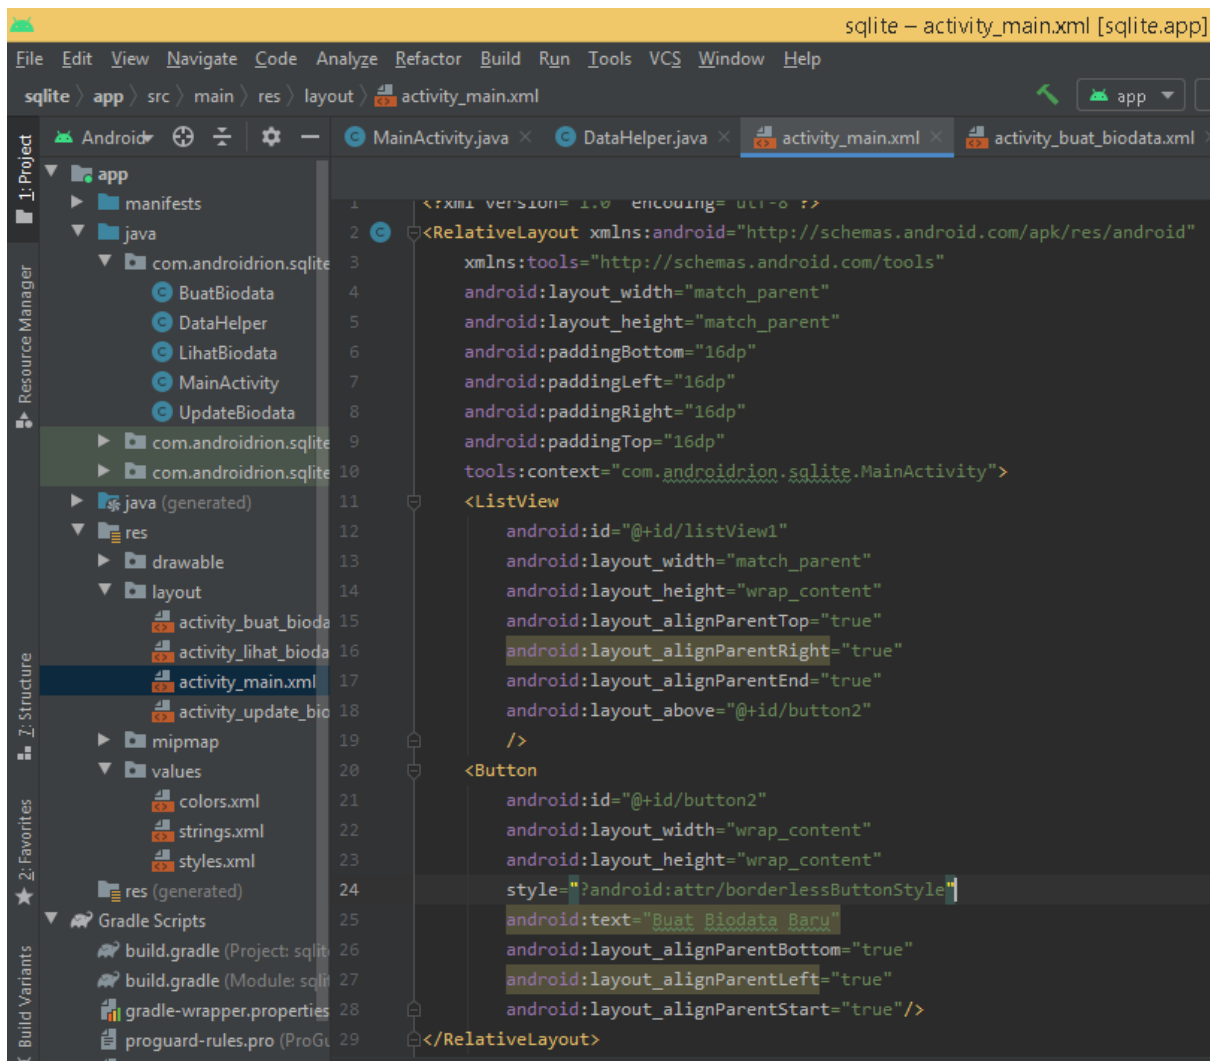 sqlite – activity_main.xml [sqlite.app]
File Edit View Navigate Code Analyze Refactor Build Run Tools VCS Window Help
sqlite app src main res layout activity_main.xml
app
1: Project
Resource Manager
7: Structure
2: Favorites
Build Variants
Android
MainActivity.java
DataHelper.java
activity_main.xml
activity_buat_biodata.xml
app
manifests
java
com.androidrion.sqlite
BuatBiodata
DataHelper
LihatBiodata
MainActivity
UpdateBiodata
com.androidrion.sqlite
com.androidrion.sqlite
java (generated)
res
drawable
layout
activity_buat_bioda
activity_lihat_bioda
activity_main.xml
activity_update_bio
mipmap
values
colors.xml
strings.xml
styles.xml
res (generated)
Gradle Scripts
build.gradle (Project: sqlit
build.gradle (Module: sqli
gradle-wrapper.properties
proguard-rules.pro (ProGu
1 <?xml version="1.0" encoding="utf-8"?>
2 <RelativeLayout xmlns:android="http://schemas.android.com/apk/res/android"
3 xmlns:tools="http://schemas.android.com/tools"
4 android:layout_width="match_parent"
5 android:layout_height="match_parent"
6 android:paddingBottom="16dp"
7 android:paddingLeft="16dp"
8 android:paddingRight="16dp"
9 android:paddingTop="16dp"
10 tools:context="com.androidrion.sqlite.MainActivity">
11 <ListView
12 android:id="@+id/listView1"
13 android:layout_width="match_parent"
14 android:layout_height="wrap_content"
15 android:layout_alignParentTop="true"
16 android:layout_alignParentRight="true"
17 android:layout_alignParentEnd="true"
18 android:layout_above="@+id/button2"
19 />
20 <Button
21 android:id="@+id/button2"
22 android:layout_width="wrap_content"
23 android:layout_height="wrap_content"
24 style="?android:attr/borderlessButtonStyle"
25 android:text="Buat Biodata Baru"
26 android:layout_alignParentBottom="true"
27 android:layout_alignParentLeft="true"
28 android:layout_alignParentStart="true"/>
29 </RelativeLayout>